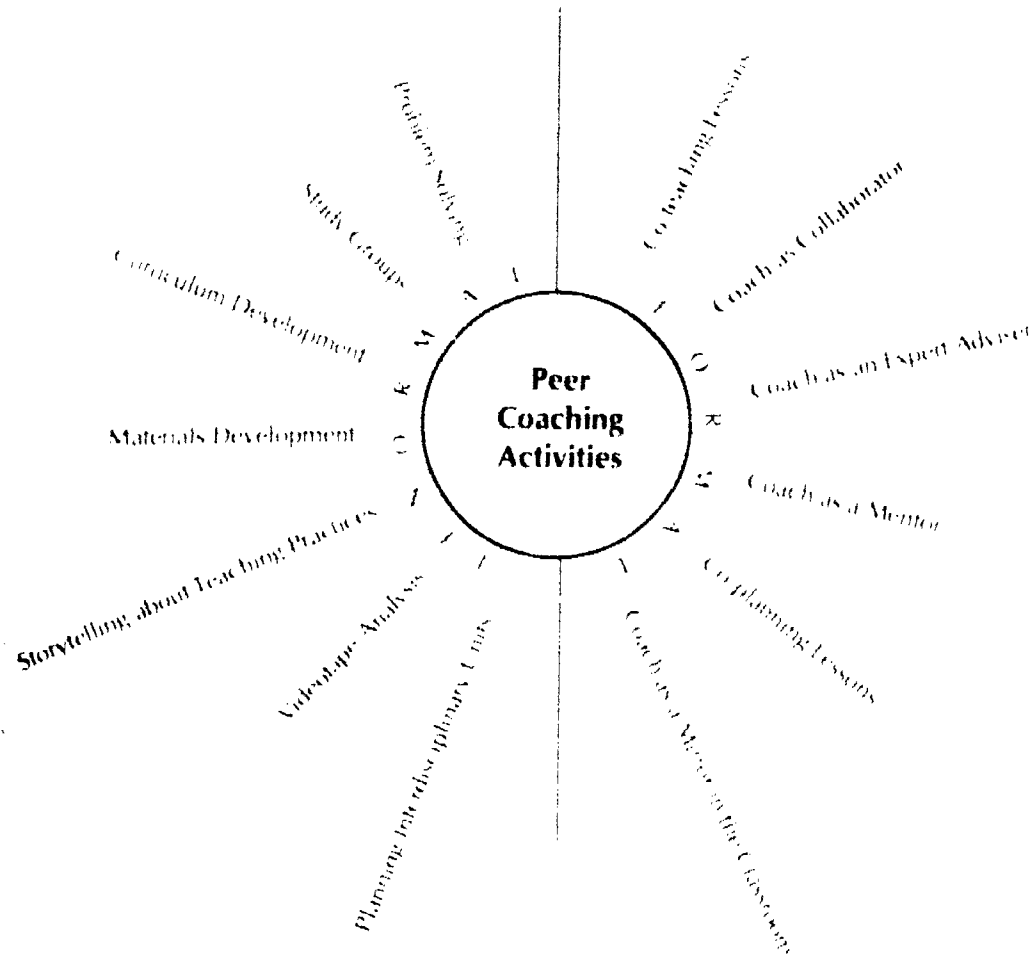 Peer
Coaching
Activities
INFORMAL
Problem Solving
Study Groups
Curriculum Development
Materials Development
Storytelling about Teaching Practices
Videotape Analysis
Planning Interdisciplinary Units
FORMAL
Co-teaching Lessons
Coach as Collaborator
Coach as an Expert Adviser
Coach as a Mentor
Co-planning Lessons
Coach as a in the Classroom